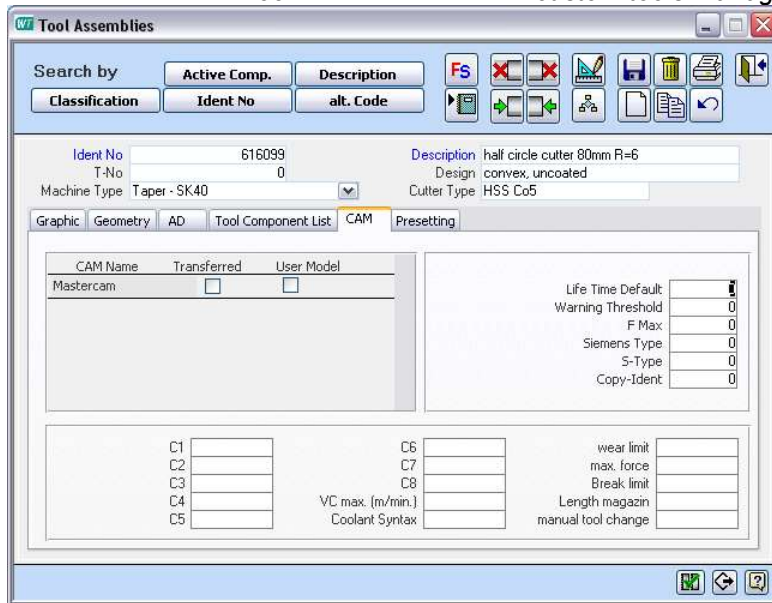 WT Tool Assemblies
Search by
Active Comp.
Description
FS
Classification
Ident No
alt. Code
Ident No 616099
Description half circle cutter 80mm R=6
T-No 0
Design convex, uncoated
Machine Type Taper - SK40
Cutter Type HSS Co5
Graphic Geometry AD Tool Component List CAM Presetting
CAM Name Transferred User Model
Mastercam
Life Time Default
Warning Threshold 0
F Max 0
Siemens Type 0
S-Type 0
Copy-Ident 0
C1 C6 wear limit
C2 C7 max. force
C3 C8 Break limit
C4 VC max. (m/min.) Length magazin
C5 Coolant Syntax manual tool change